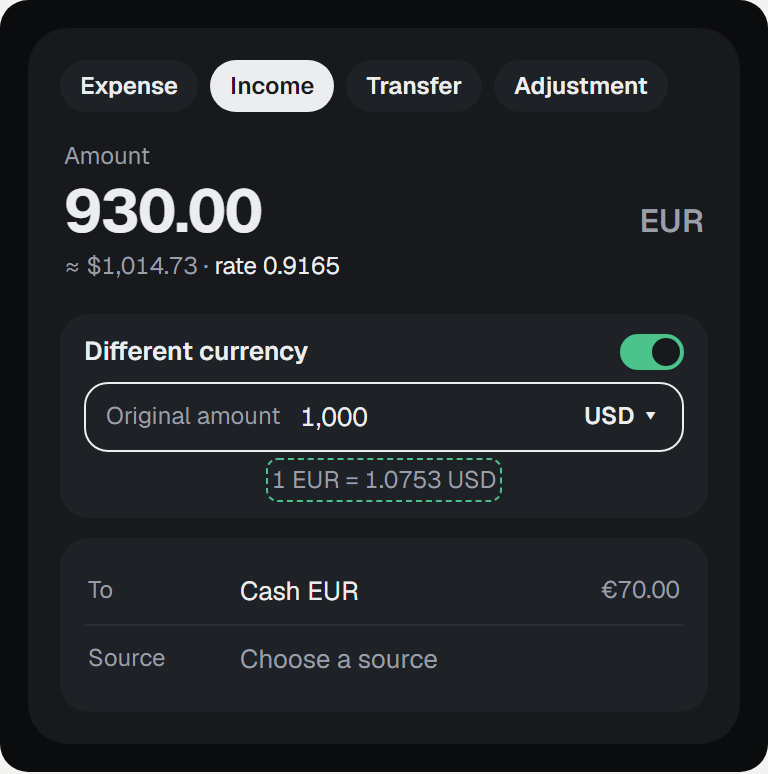 Expense Income Transfer Adjustment
Amount
930.00 EUR
≈ $1,014.73 · rate 0.9165
Different currency
Original amount 1,000 USD ▼
1 EUR = 1.0753 USD
To Cash EUR €70.00
Source Choose a source